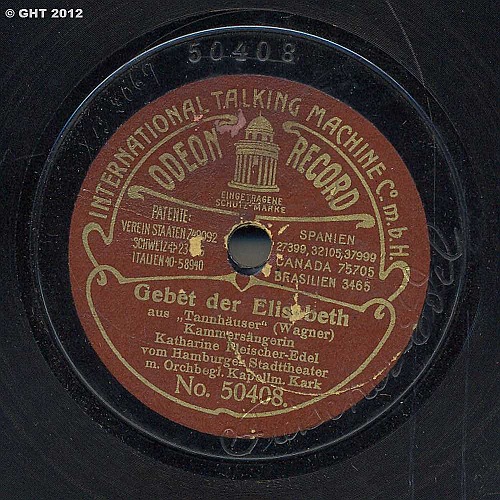 © GHT 2012
50408
INTERNATIONAL TALKING MACHINE Co. m. b. H.
ODEON RECORD
EINGETRAGENE
SCHUTZ-MARKE
PATENTE:
VEREIN.STAATEN
SCHWEIZ
ITALIEN 40-58940
SPANIEN
27399, 32105, 37999
CANADA 75705
BRASILIEN 3465
Gebêt der Elisabeth
aus „Tannhäuser" (Wagner)
Kammersängerin
Katharine Fleischer-Edel
vom Hamburger Stadttheater
m. Orchbegl. Kapellm. Kark
No. 50408.